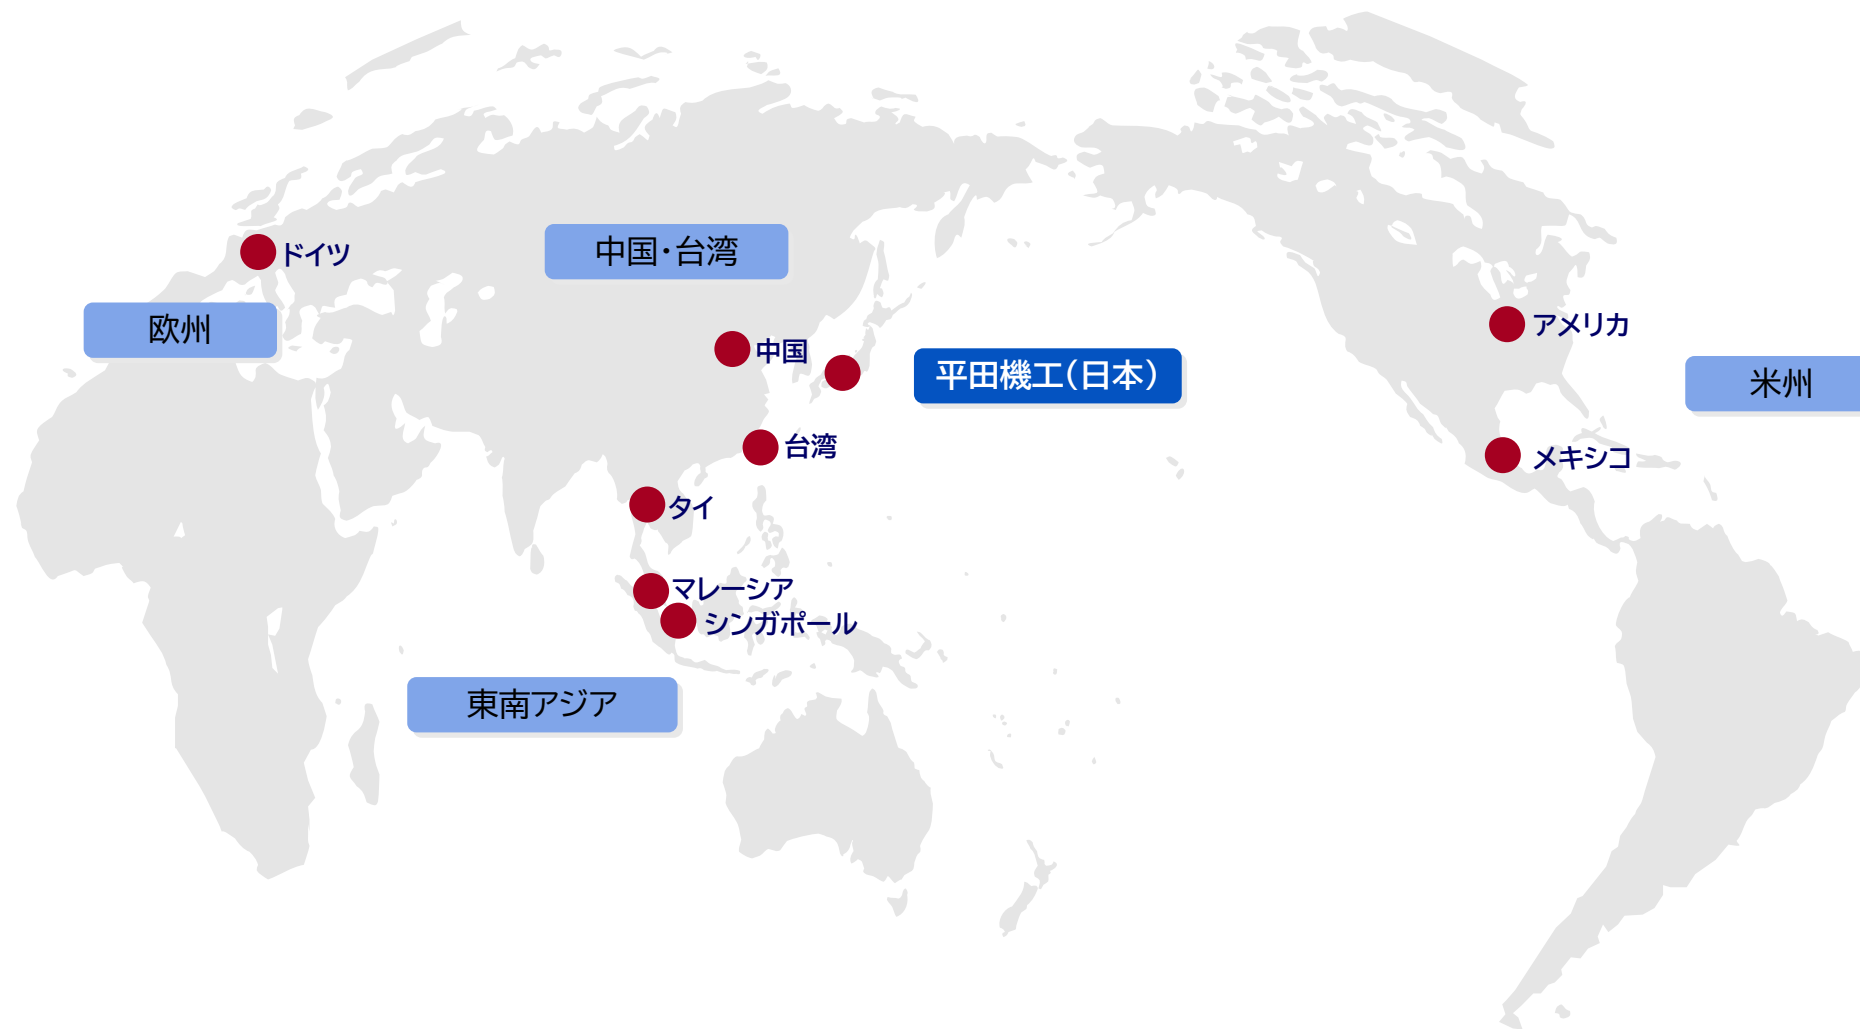 中国・台湾
ドイツ
欧州
アメリカ
中国
平田機工（日本）
米州
台湾
メキシコ
タイ
マレーシア
シンガポール
東南アジア